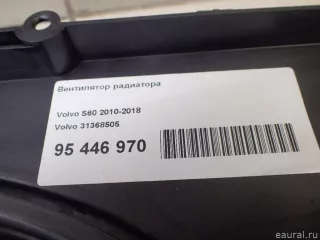 Вентилятор радиатора
Volvo S60 2010-2018
Volvo 31368505
95 446 970
eaural.ru